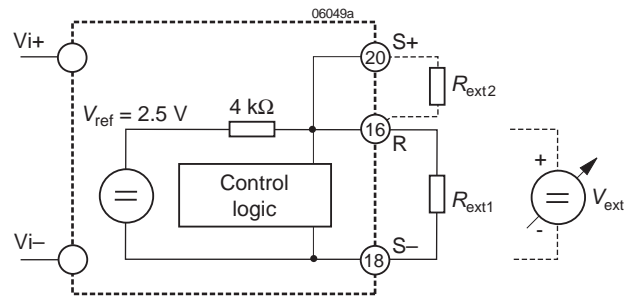 06049a
Vi+
S+
20
Rext2
Vref = 2.5 V
4 kΩ
16
R
Control
logic
Rext1
+
Vext
-
Vi–
S–
18